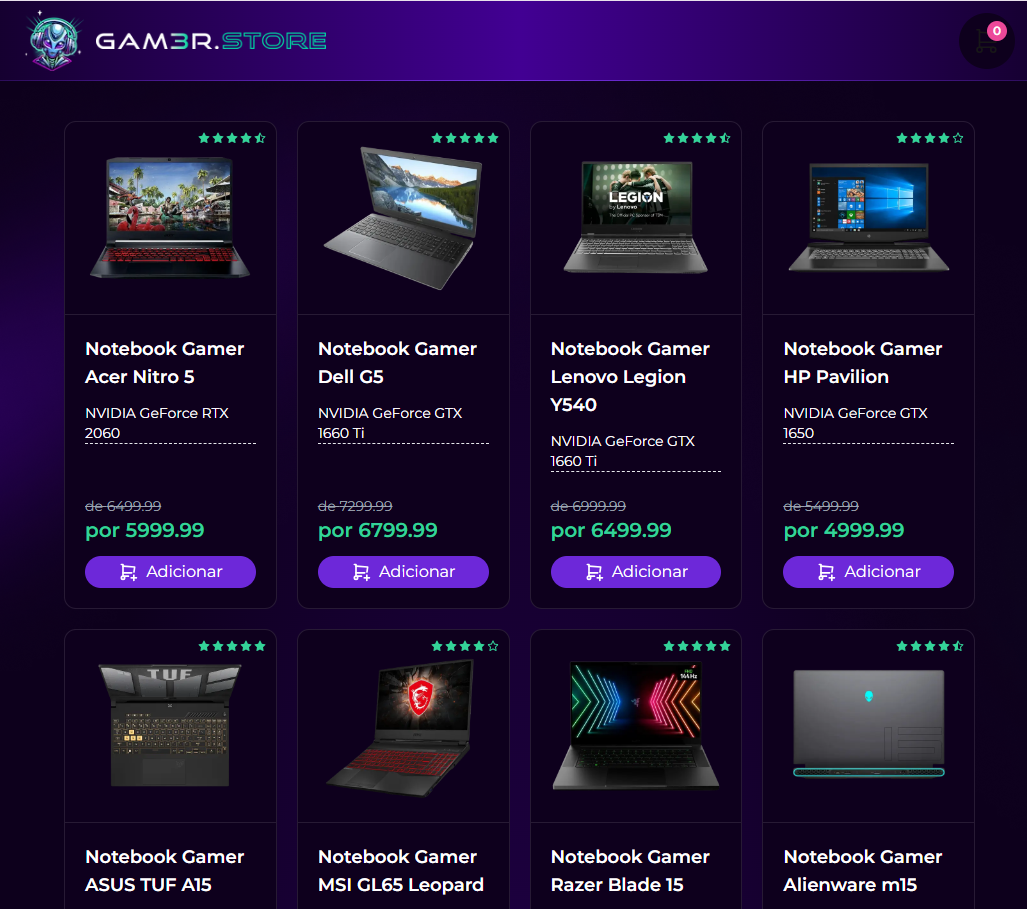 GAM3R.STORE
0
Notebook Gamer
Acer Nitro 5
NVIDIA GeForce RTX
2060
de 6499.99
por 5999.99
Adicionar
Notebook Gamer
Dell G5
NVIDIA GeForce GTX
1660 Ti
de 7299.99
por 6799.99
Adicionar
LEGION
by Lenovo
Notebook Gamer
Lenovo Legion
Y540
NVIDIA GeForce GTX
1660 Ti
de 6999.99
por 6499.99
Adicionar
Notebook Gamer
HP Pavilion
NVIDIA GeForce GTX
1650
de 5499.99
por 4999.99
Adicionar
TUF
Notebook Gamer
ASUS TUF A15
Notebook Gamer
MSI GL65 Leopard
144Hz
Notebook Gamer
Razer Blade 15
Notebook Gamer
Alienware m15